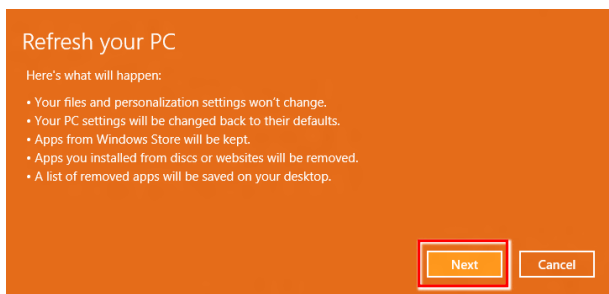 Refresh your PC
Here's what will happen:
• Your files and personalization settings won't change.
• Your PC settings will be changed back to their defaults.
• Apps from Windows Store will be kept.
• Apps you installed from discs or websites will be removed.
• A list of removed apps will be saved on your desktop.
Next Cancel